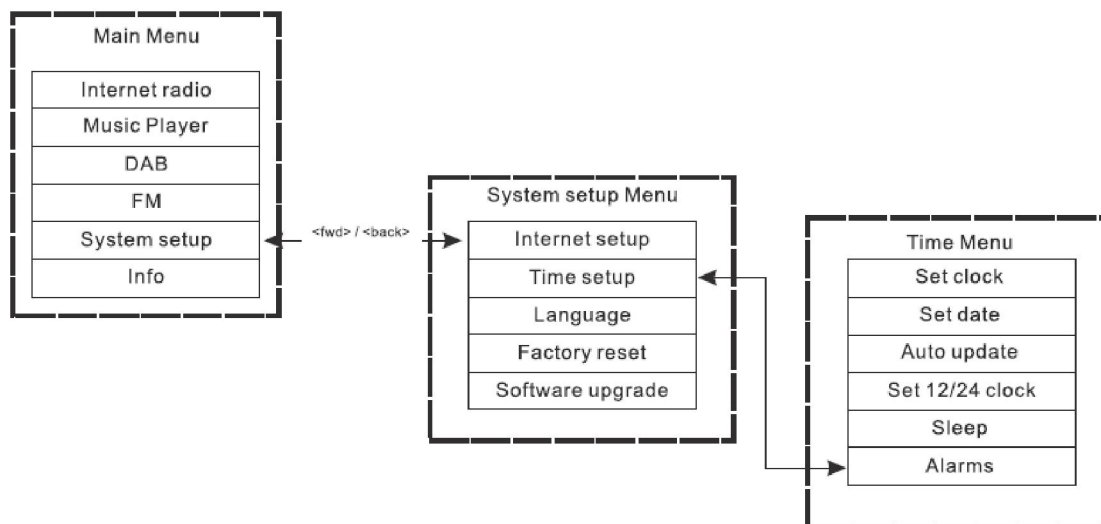 Main Menu
Internet radio
Music Player
DAB
FM
System setup
Info
<fwd> / <back>
System setup Menu
Internet setup
Time setup
Language
Factory reset
Software upgrade
Time Menu
Set clock
Set date
Auto update
Set 12/24 clock
Sleep
Alarms